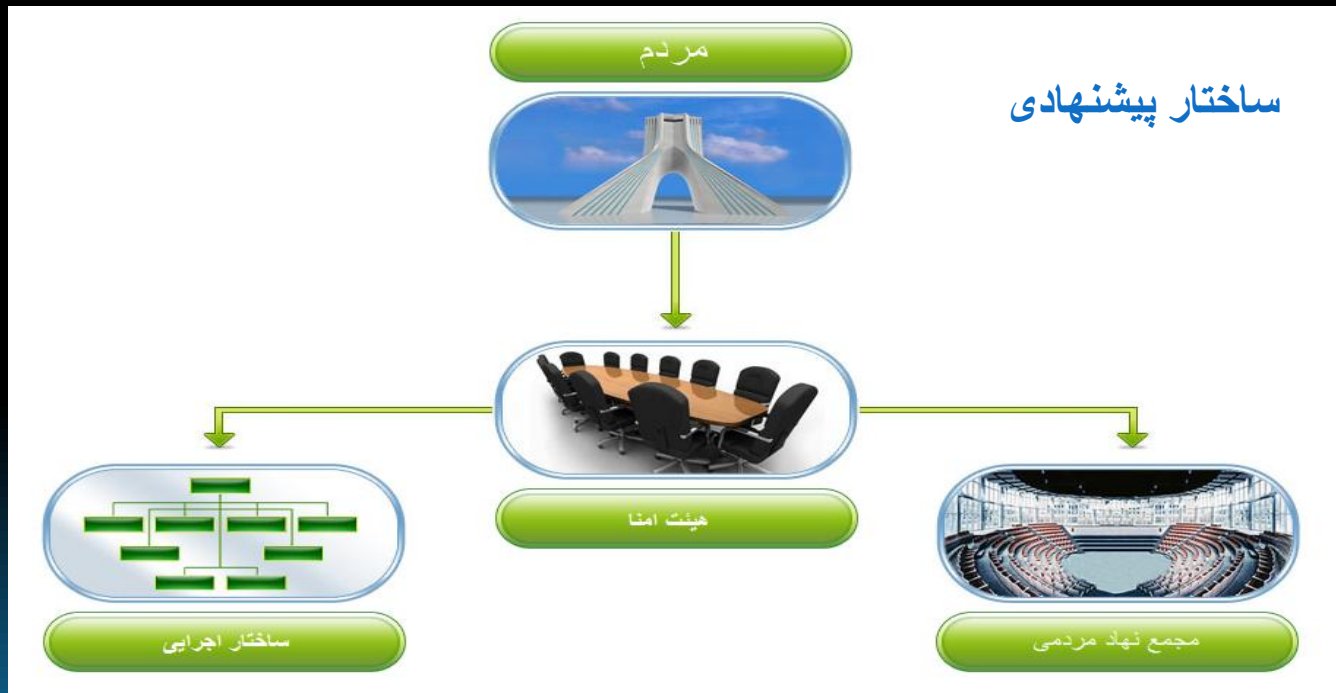 مردم
ساختار پیشنهادی
هیئت امنا
مجمع نهاد مردمی
ساختار اجرایی